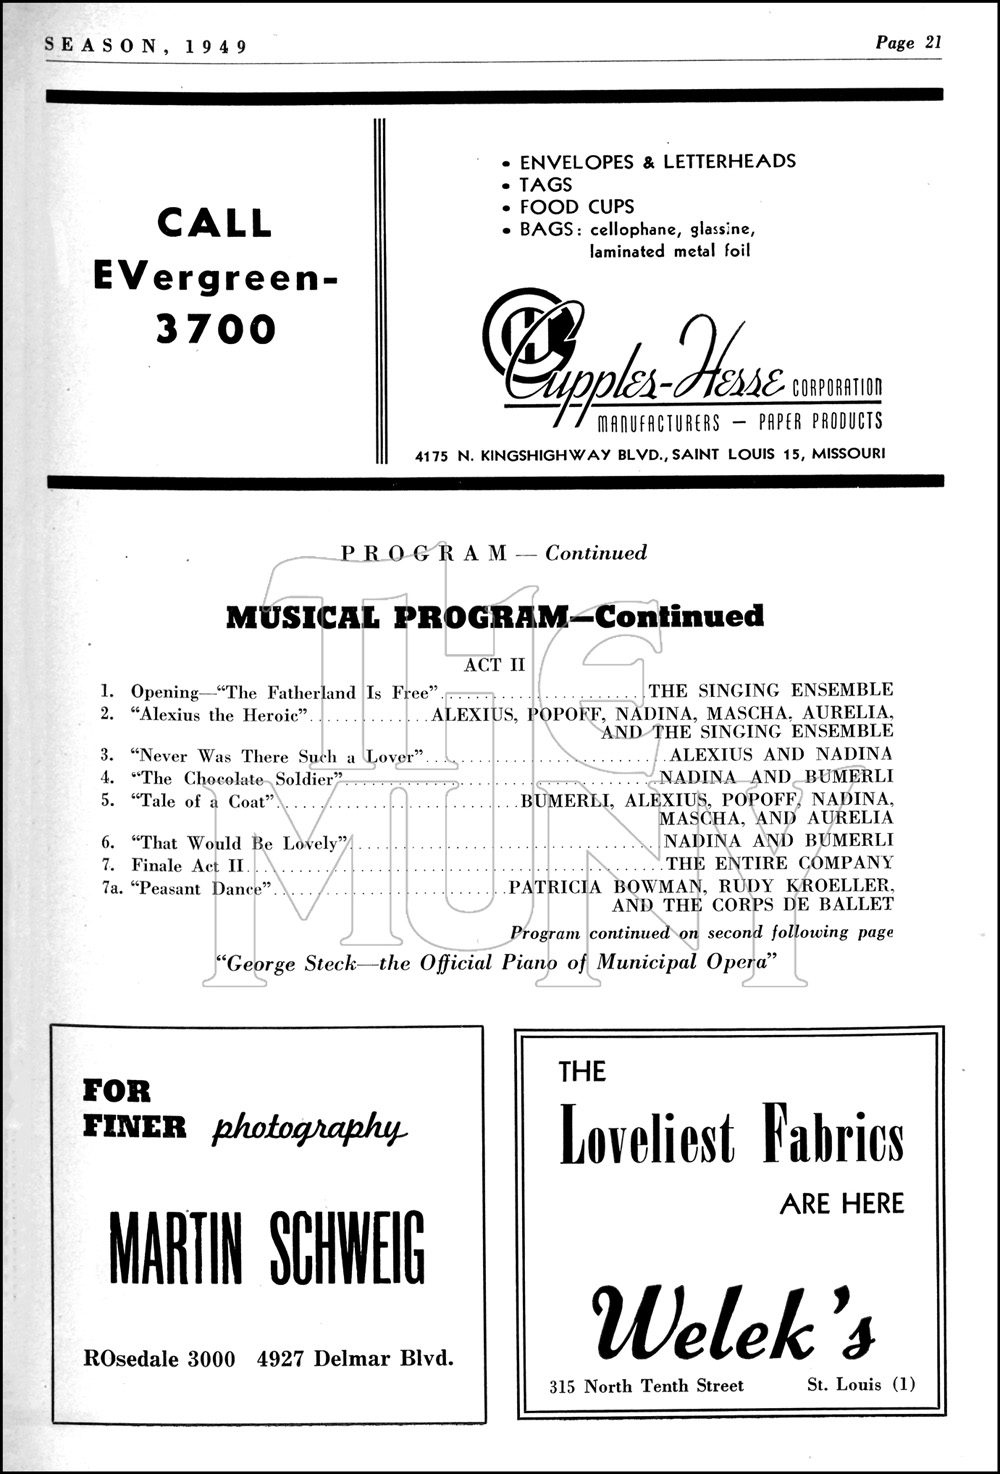 SEASON, 1949
Page 21
CALL
EVergreen-
3700
• ENVELOPES & LETTERHEADS
• TAGS
• FOOD CUPS
• BAGS: cellophane, glassine,
laminated metal foil
CH
Cupples-Hesse CORPORATION
MANUFACTURERS — PAPER PRODUCTS
4175 N. KINGSHIGHWAY BLVD., SAINT LOUIS 15, MISSOURI
PROGRAM — Continued
MUSICAL PROGRAM—Continued
ACT II
1. Opening—“The Fatherland Is Free” THE SINGING ENSEMBLE
2. “Alexius the Heroic” ALEXIUS, POPOFF, NADINA, MASCHA, AURELIA,
AND THE SINGING ENSEMBLE
3. “Never Was There Such a Lover” ALEXIUS AND NADINA
4. “The Chocolate Soldier” NADINA AND BUMERLI
5. “Tale of a Coat” BUMERLI, ALEXIUS, POPOFF, NADINA,
MASCHA, AND AURELIA
6. “That Would Be Lovely” NADINA AND BUMERLI
7. Finale Act II THE ENTIRE COMPANY
7a. “Peasant Dance” PATRICIA BOWMAN, RUDY KROELLER,
AND THE CORPS DE BALLET
Program continued on second following page
“George Steck—the Official Piano of Municipal Opera”
THE
MUNY
FOR
FINER photography
MARTIN SCHWEIG
ROsedale 3000 4927 Delmar Blvd.
THE
Loveliest Fabrics
ARE HERE
Welek's
315 North Tenth Street St. Louis (1)